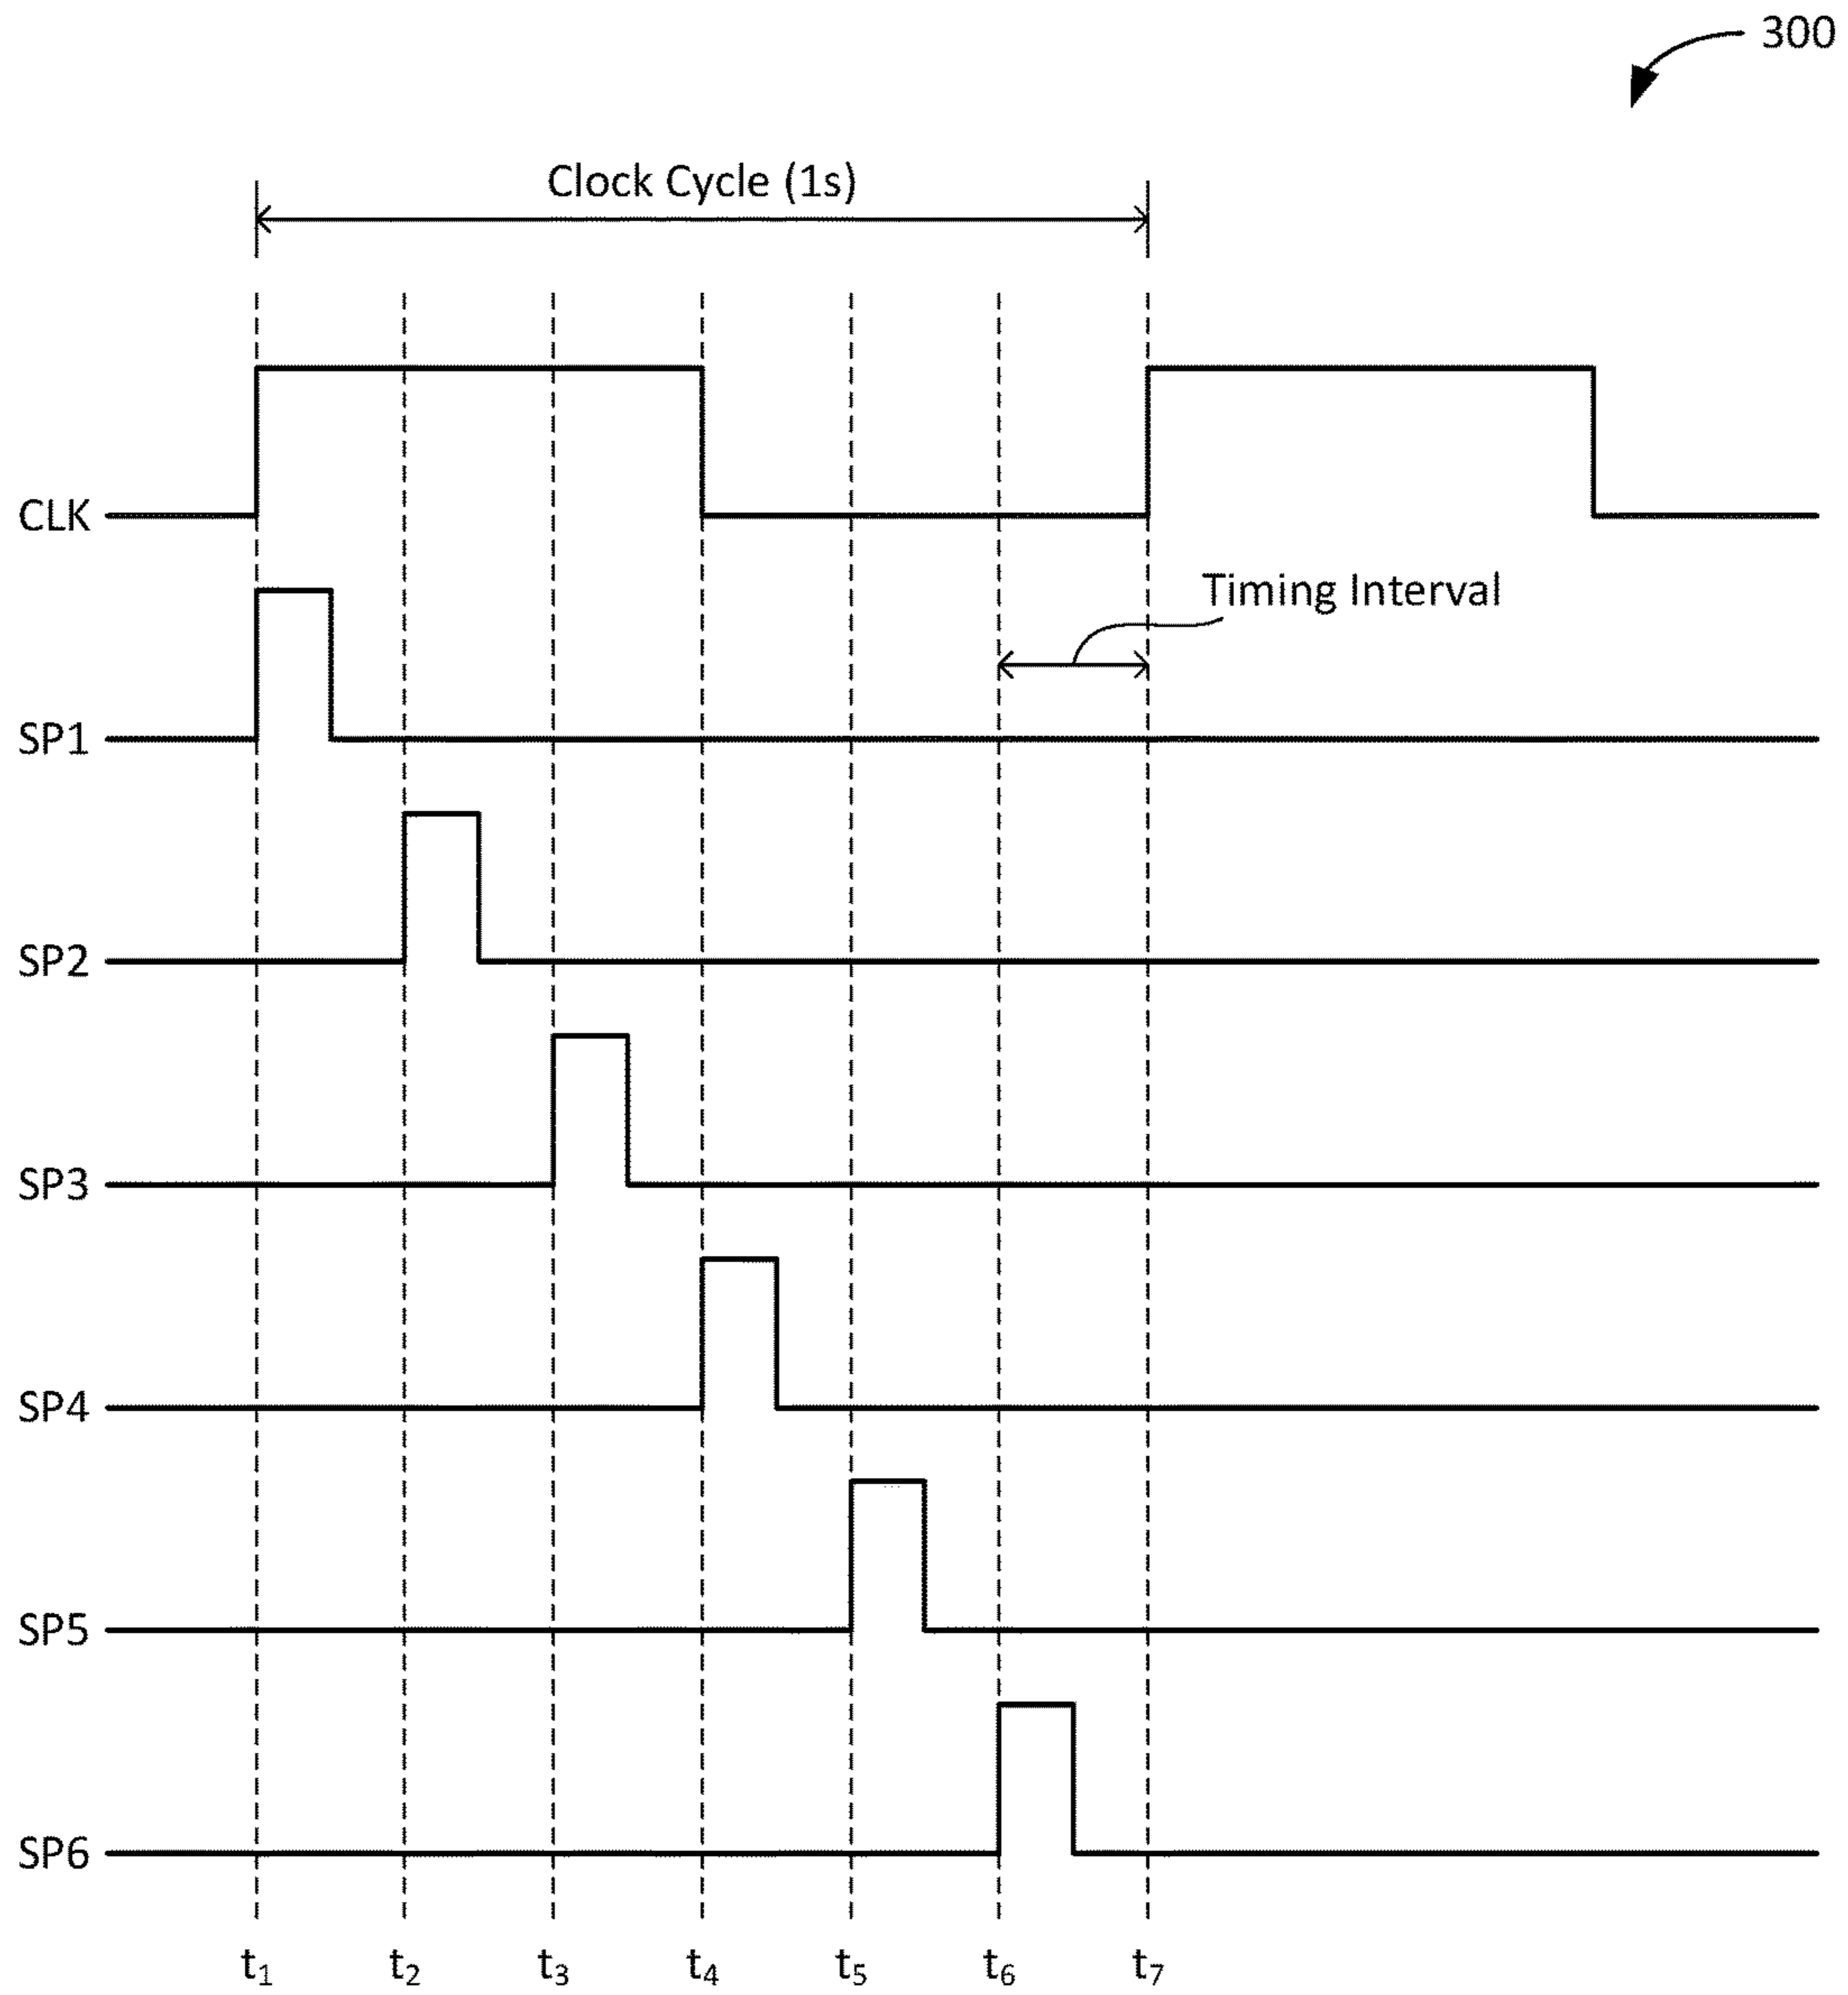 300
Clock Cycle (1s)
CLK
Timing Interval
SP1
SP2
SP3
SP4
SP5
SP6
t1 t2 t3 t4 t5 t6 t7